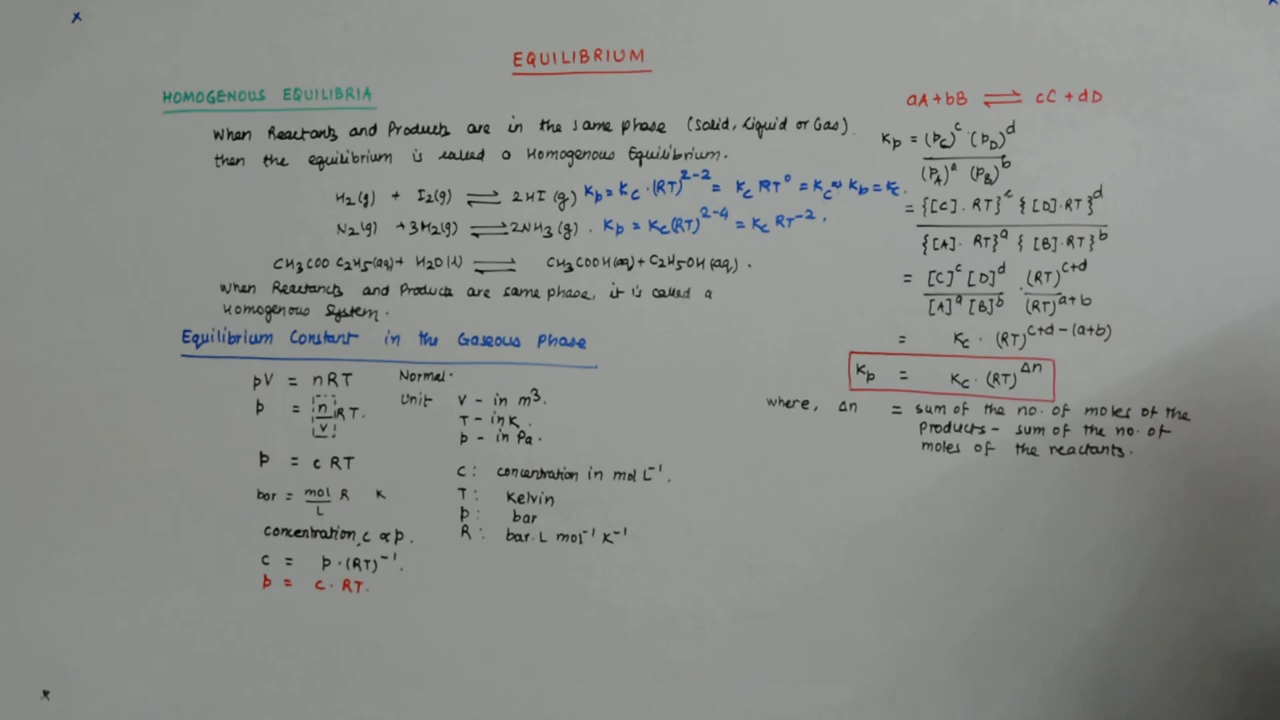 EQUILIBRIUM
HOMOGENOUS EQUILIBRIA
When Reactants and Products are in the same phase (Solid, Liquid or Gas)
then the equilibrium is called a Homogenous Equilibrium.
H₂(g) + I₂(g) ⇌ 2HI (g) Kp = Kc · (RT)²⁻² = Kc RT⁰ = Kc ⇒ Kp = Kc.
N₂(g) + 3H₂(g) ⇌ 2NH₃(g). Kp = Kc(RT)²⁻⁴ = Kc RT⁻².
CH₃COO C₂H₅(aq) + H₂O(l) ⇌ CH₃COOH(aq) + C₂H₅OH(aq).
When Reactants and Products are same phase, it is called a
Homogenous System.
Equilibrium Constant in the Gaseous Phase
pV = nRT Normal.
p = n/V RT. Unit V - in m³.
T - in K.
p - in Pa.
p = c RT
C: concentration in mol L⁻¹.
bar = mol/L R K T: Kelvin
p: bar
concentration, c ∝ p. R: bar. L mol⁻¹ K⁻¹
c = p·(RT)⁻¹.
p = c · RT.
aA + bB ⇌ cC + dD
Kp = (pC)ᶜ · (pD)ᵈ / (pA)ᵃ (pB)ᵇ
= {[C]. RT}ᶜ {[D]. RT}ᵈ / {[A]. RT}ᵃ {[B]. RT}ᵇ
= [C]ᶜ [D]ᵈ / [A]ᵃ [B]ᵇ . (RT)ᶜ⁺ᵈ / (RT)ᵃ⁺ᵇ
= Kc · (RT)ᶜ⁺ᵈ⁻⁽ᵃ⁺ᵇ⁾
Kp = Kc · (RT)^Δn
where, Δn = sum of the no. of moles of the
products - sum of the no. of
moles of the reactants.